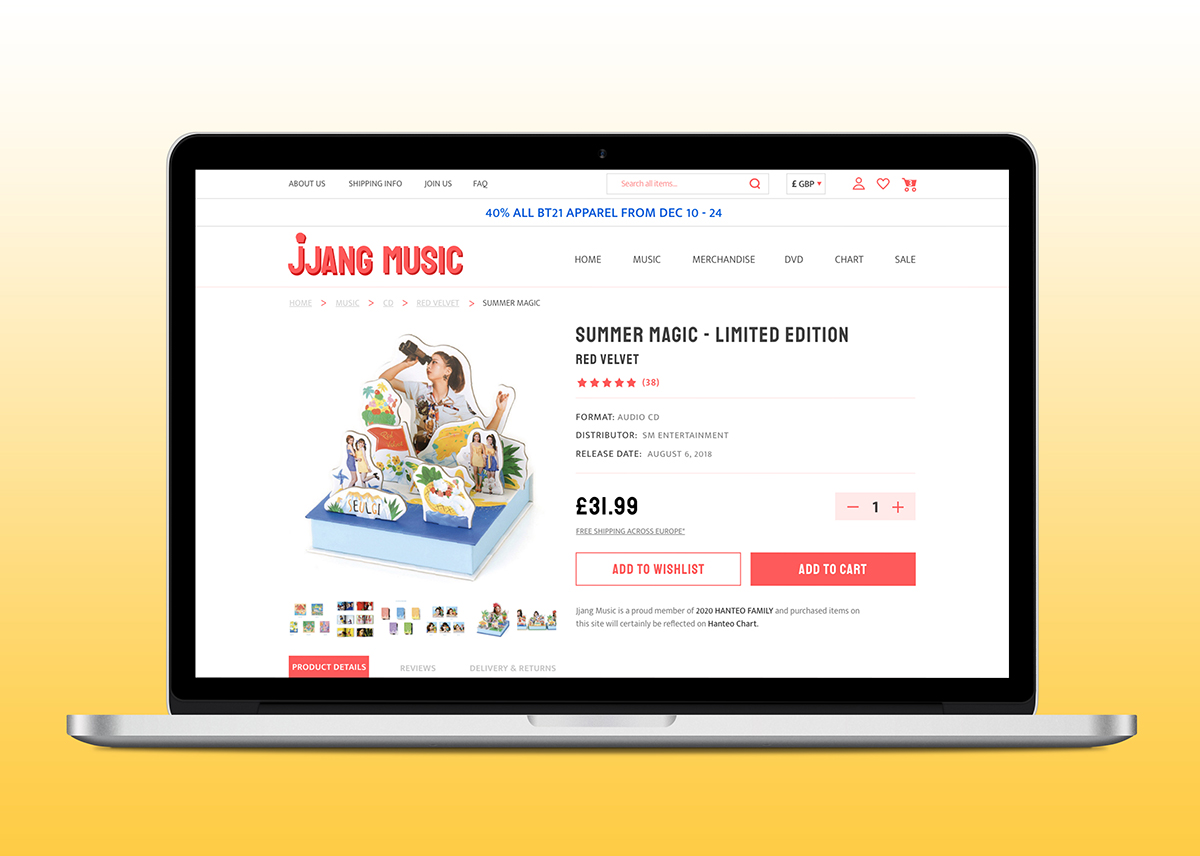 ABOUT US SHIPPING INFO JOIN US FAQ Search all items... £ GBP
40% ALL BT21 APPAREL FROM DEC 10 - 24
JJANG MUSIC HOME MUSIC MERCHANDISE DVD CHART SALE
HOME > MUSIC > CD > RED VELVET > SUMMER MAGIC
SUMMER MAGIC - LIMITED EDITION
RED VELVET
(38)
FORMAT: AUDIO CD
DISTRIBUTOR: SM ENTERTAINMENT
RELEASE DATE: AUGUST 6, 2018
SEULGI
£31.99 — 1 +
FREE SHIPPING ACROSS EUROPE*
ADD TO WISHLIST ADD TO CART
Jjang Music is a proud member of 2020 HANTEO FAMILY and purchased items on
this site will certainly be reflected on Hanteo Chart.
PRODUCT DETAILS REVIEWS DELIVERY & RETURNS